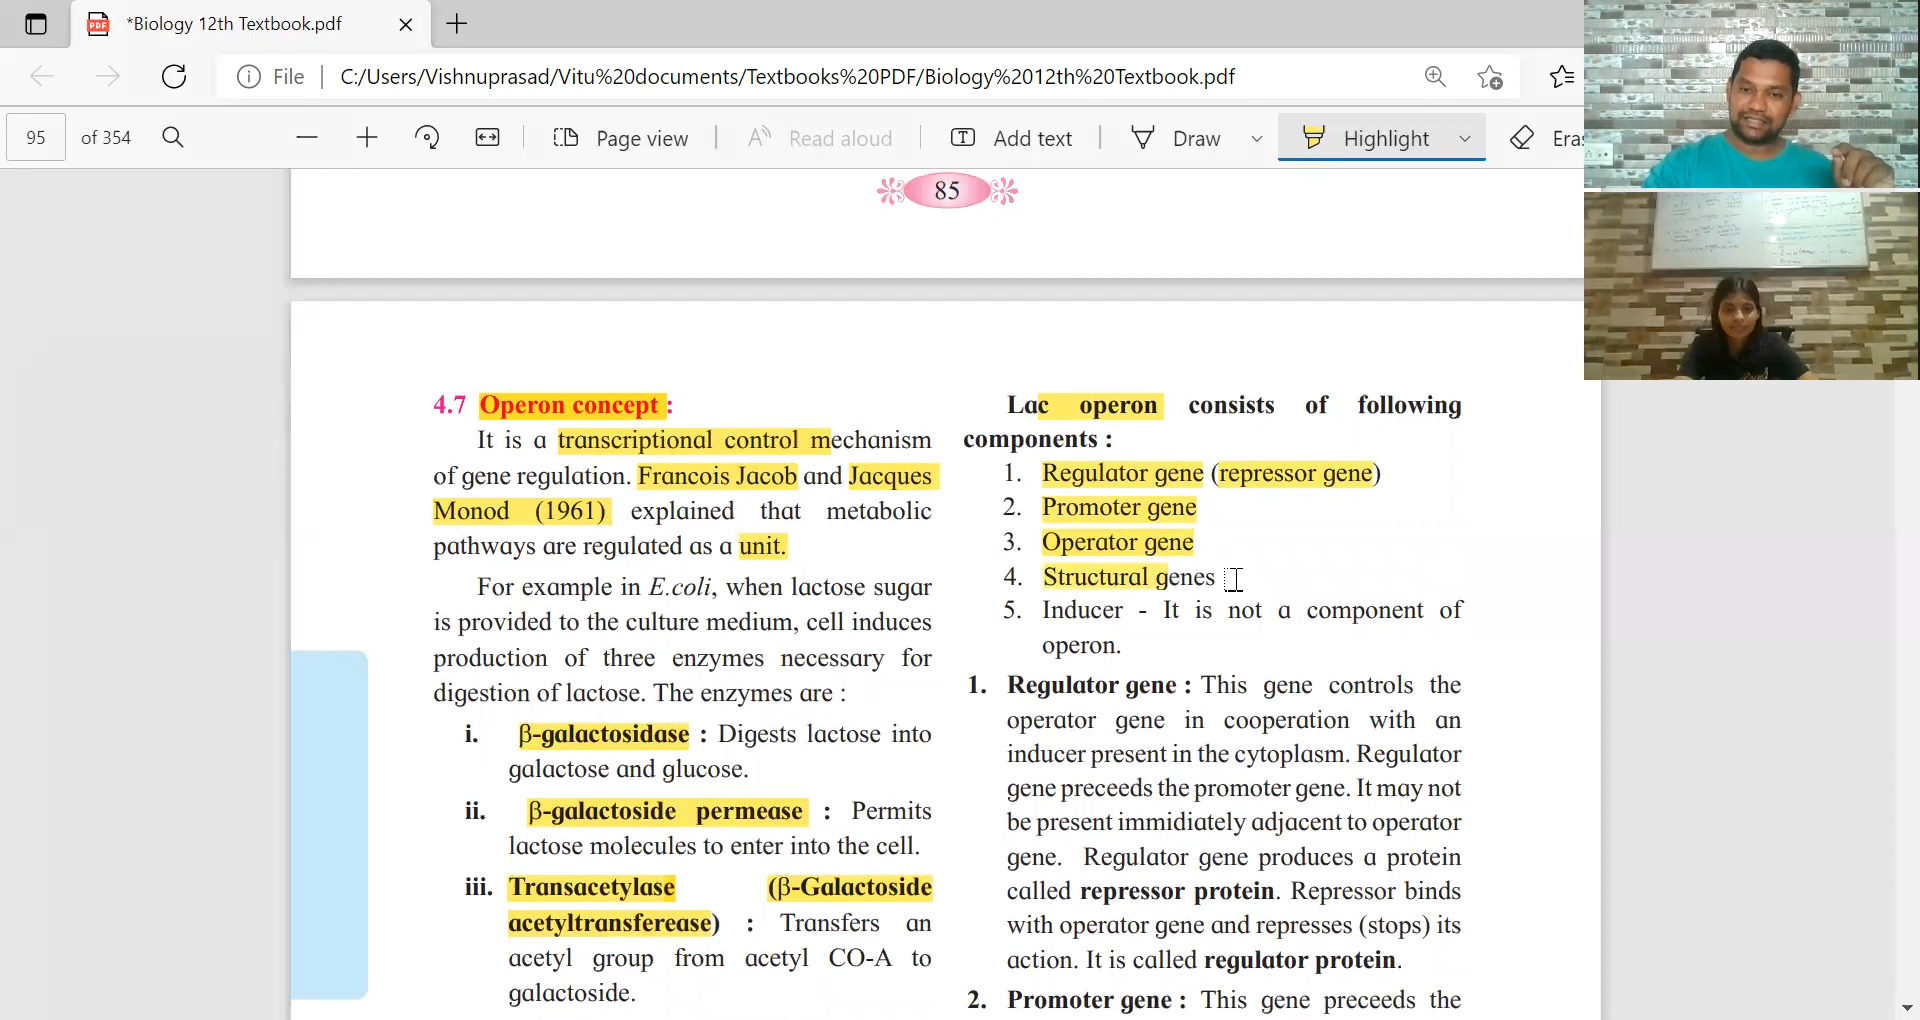 *Biology 12th Textbook.pdf
File
C:/Users/Vishnuprasad/Vitu%20documents/Textbooks%20PDF/Biology%2012th%20Textbook.pdf
95 of 354
Page view
Read aloud
Add text
Draw
Highlight
Eras
85
4.7 Operon concept :
It is a transcriptional control mechanism
of gene regulation. Francois Jacob and Jacques
Monod (1961) explained that metabolic
pathways are regulated as a unit.
For example in E.coli, when lactose sugar
is provided to the culture medium, cell induces
production of three enzymes necessary for
digestion of lactose. The enzymes are :
i. β-galactosidase : Digests lactose into
galactose and glucose.
ii. β-galactoside permease : Permits
lactose molecules to enter into the cell.
iii. Transacetylase (β-Galactoside
acetyltransferease) : Transfers an
acetyl group from acetyl CO-A to
galactoside.
Lac operon consists of following
components :
1. Regulator gene (repressor gene)
2. Promoter gene
3. Operator gene
4. Structural genes
5. Inducer - It is not a component of
operon.
1. Regulator gene : This gene controls the
operator gene in cooperation with an
inducer present in the cytoplasm. Regulator
gene preceeds the promoter gene. It may not
be present immidiately adjacent to operator
gene. Regulator gene produces a protein
called repressor protein. Repressor binds
with operator gene and represses (stops) its
action. It is called regulator protein.
2. Promoter gene : This gene preceeds the